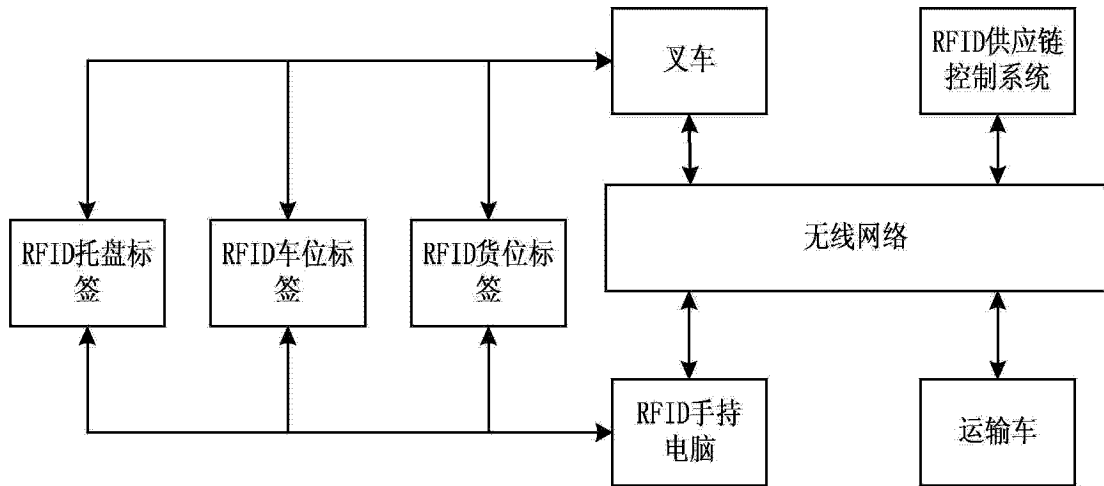 叉车
RFID供应链
控制系统
无线网络
RFID托盘标
签
RFID车位标
签
RFID货位标
签
RFID手持
电脑
运输车